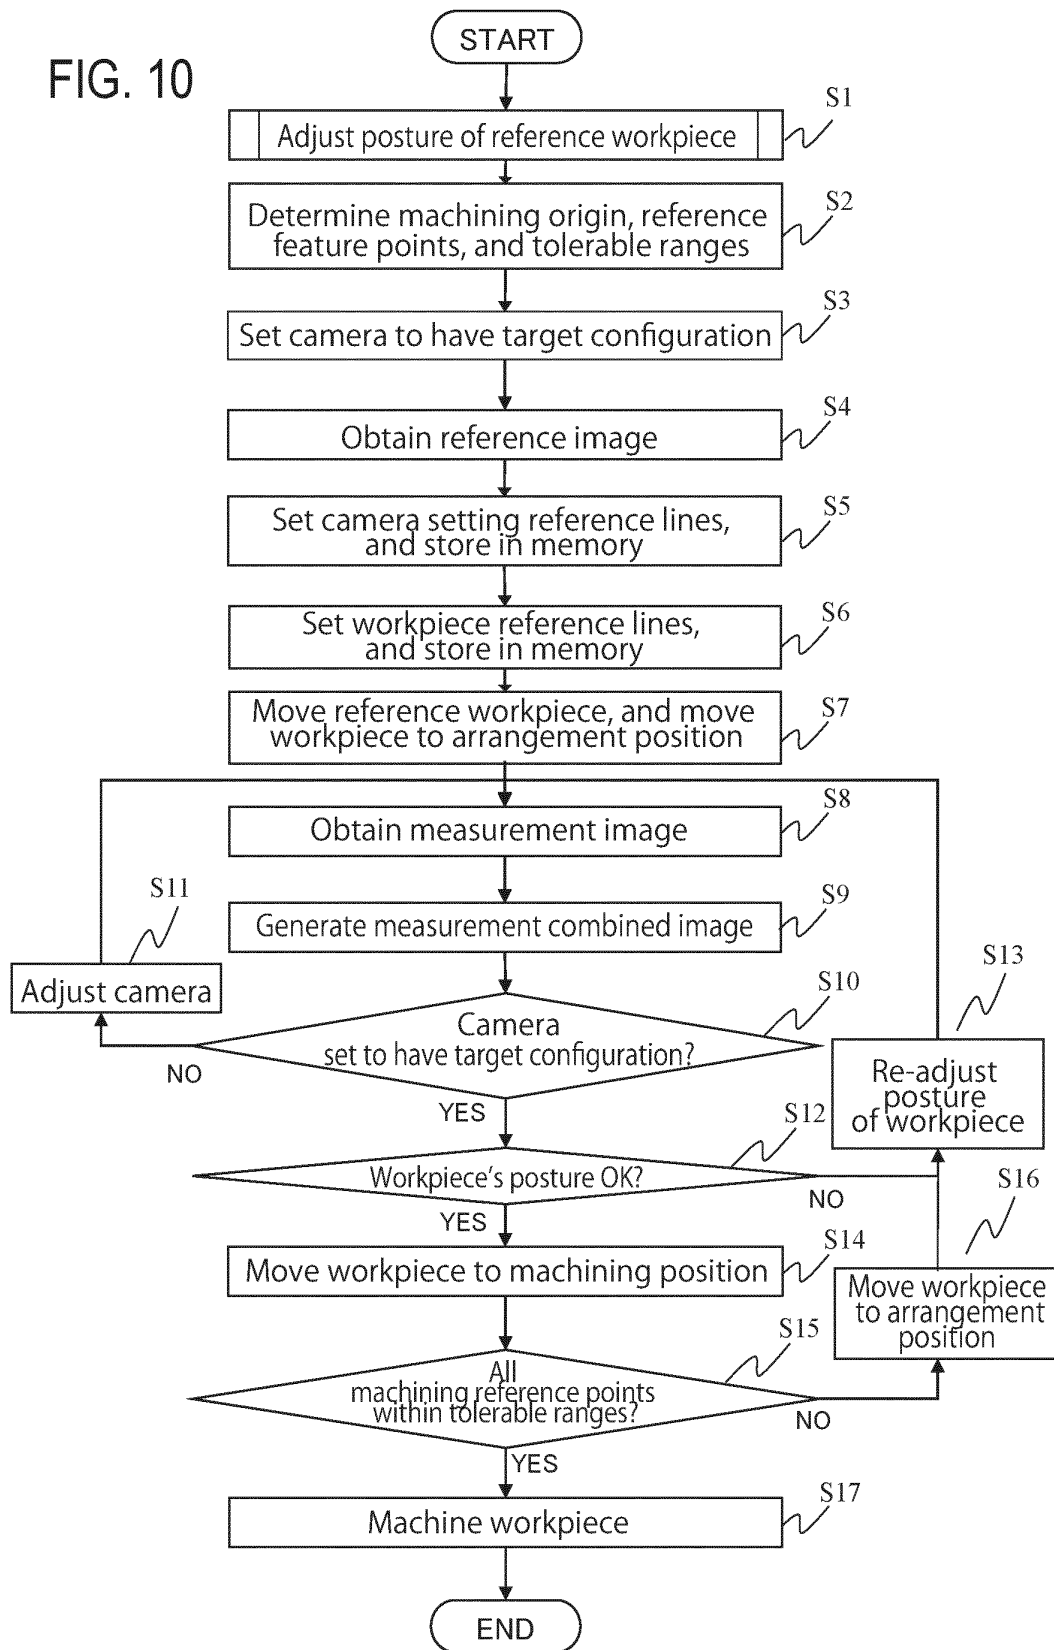 START
FIG. 10
S1
Adjust posture of reference workpiece
S2
Determine machining origin, reference
feature points, and tolerable ranges
S3
Set camera to have target configuration
S4
Obtain reference image
S5
Set camera setting reference lines,
and store in memory
S6
Set workpiece reference lines,
and store in memory
S7
Move reference workpiece, and move
workpiece to arrangement position
S8
Obtain measurement image
S11
S9
Generate measurement combined image
Adjust camera
S10
S13
Camera
set to have target configuration?
NO
YES
Re-adjust
posture
of workpiece
S12
Workpiece's posture OK?
NO
YES
S16
S14
Move workpiece to machining position
Move workpiece
to arrangement
position
S15
All
machining reference points
within tolerable ranges?
NO
YES
S17
Machine workpiece
END